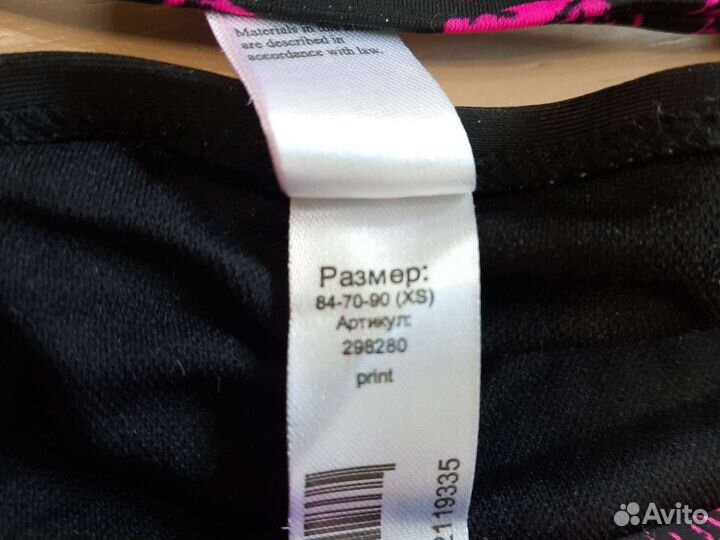 Materials in
are described in
accordance with law.
Размер:
84-70-90 (XS)
Артикул:
298280
print
2119335
Avito